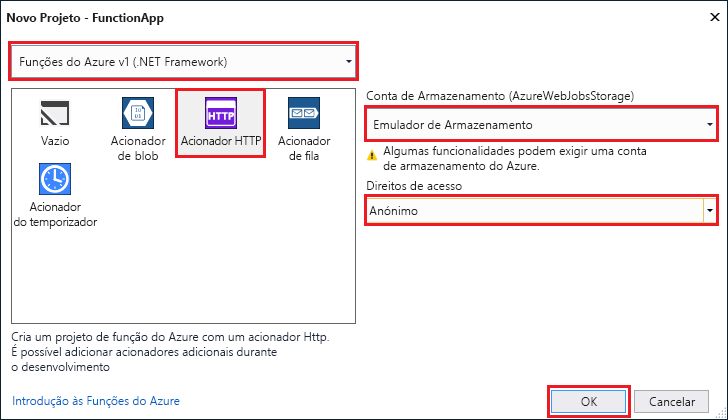 Novo Projeto - FunctionApp
Funções do Azure v1 (.NET Framework)
Vazio
Acionador
de blob
HTTP
Acionador HTTP
Acionador
de fila
Acionador
do temporizador
Conta de Armazenamento (AzureWebJobsStorage)
Emulador de Armazenamento
Algumas funcionalidades podem exigir uma conta
de armazenamento do Azure.
Direitos de acesso
Anónimo
Cria um projeto de função do Azure com um acionador Http.
É possível adicionar acionadores adicionais durante
o desenvolvimento
Introdução às Funções do Azure
OK
Cancelar